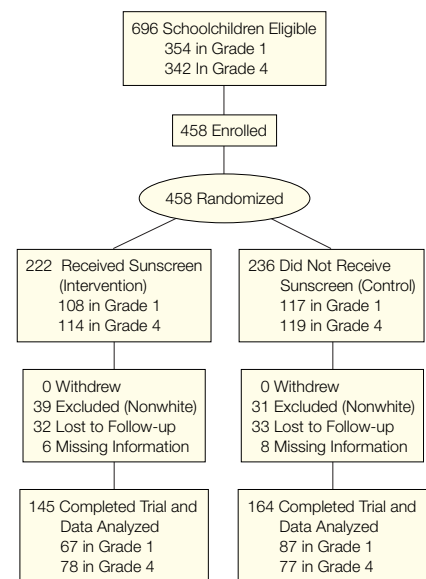 696 Schoolchildren Eligible
354 in Grade 1
342 In Grade 4
458 Enrolled
458 Randomized
222 Received Sunscreen
(Intervention)
108 in Grade 1
114 in Grade 4
236 Did Not Receive
Sunscreen (Control)
117 in Grade 1
119 in Grade 4
0 Withdrew
39 Excluded (Nonwhite)
32 Lost to Follow-up
6 Missing Information
0 Withdrew
31 Excluded (Nonwhite)
33 Lost to Follow-up
8 Missing Information
145 Completed Trial and
Data Analyzed
67 in Grade 1
78 in Grade 4
164 Completed Trial and
Data Analyzed
87 in Grade 1
77 in Grade 4